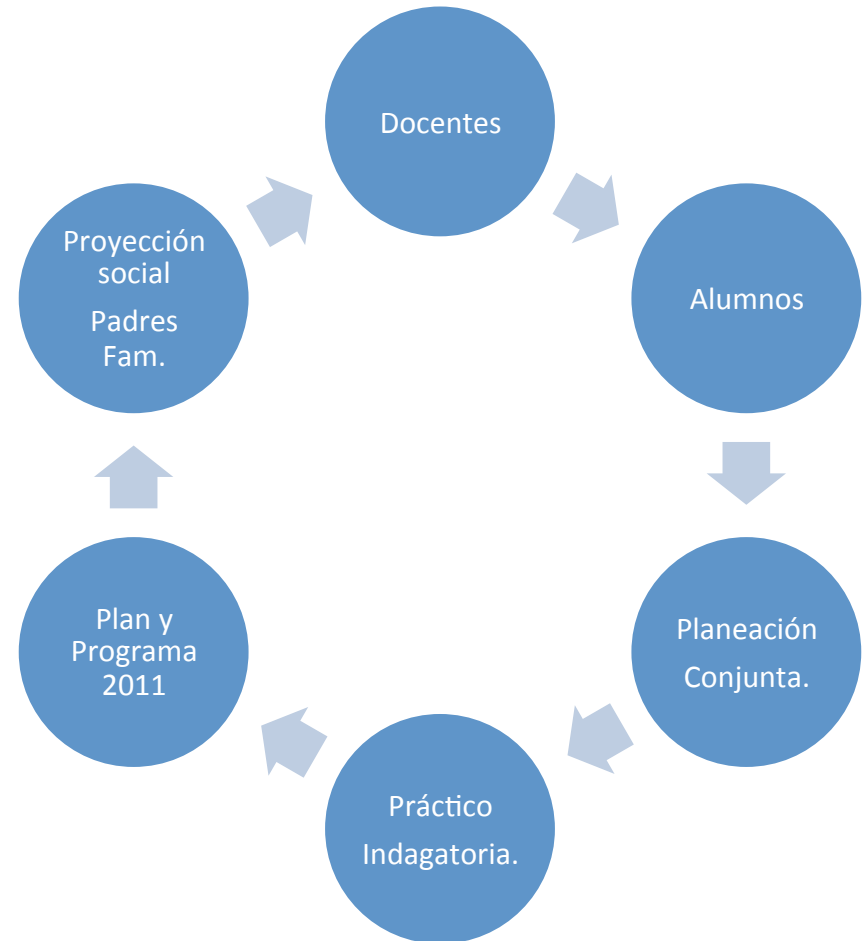 Docentes
Alumnos
Planeación
Conjunta.
Práctico
Indagatoria.
Plan y
Programa
2011
Proyección
social
Padres
Fam.